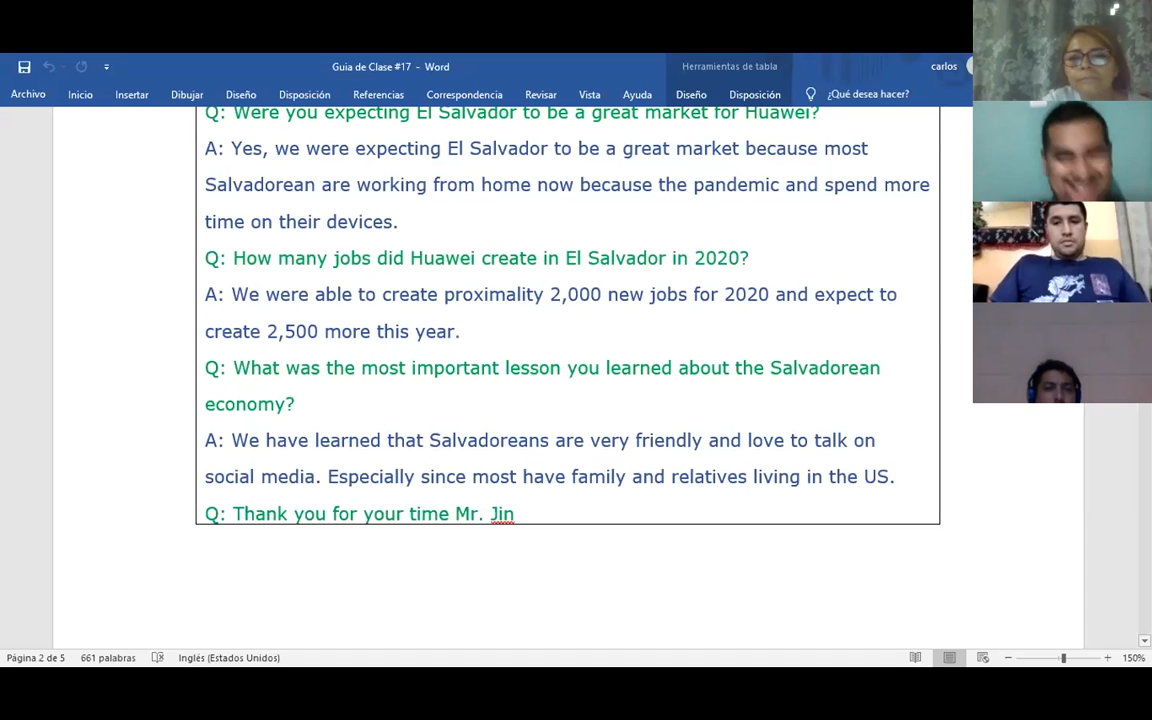 Guia de Clase #17 - Word
Herramientas de tabla
carlos
Archivo Inicio Insertar Dibujar Diseño Disposición Referencias Correspondencia Revisar Vista Ayuda Diseño Disposición ¿Qué desea hacer?
Q: Were you expecting El Salvador to be a great market for Huawei?
A: Yes, we were expecting El Salvador to be a great market because most
Salvadorean are working from home now because the pandemic and spend more
time on their devices.
Q: How many jobs did Huawei create in El Salvador in 2020?
A: We were able to create proximality 2,000 new jobs for 2020 and expect to
create 2,500 more this year.
Q: What was the most important lesson you learned about the Salvadorean
economy?
A: We have learned that Salvadoreans are very friendly and love to talk on
social media. Especially since most have family and relatives living in the US.
Q: Thank you for your time Mr. Jin
Página 2 de 5 661 palabras Inglés (Estados Unidos) 150%